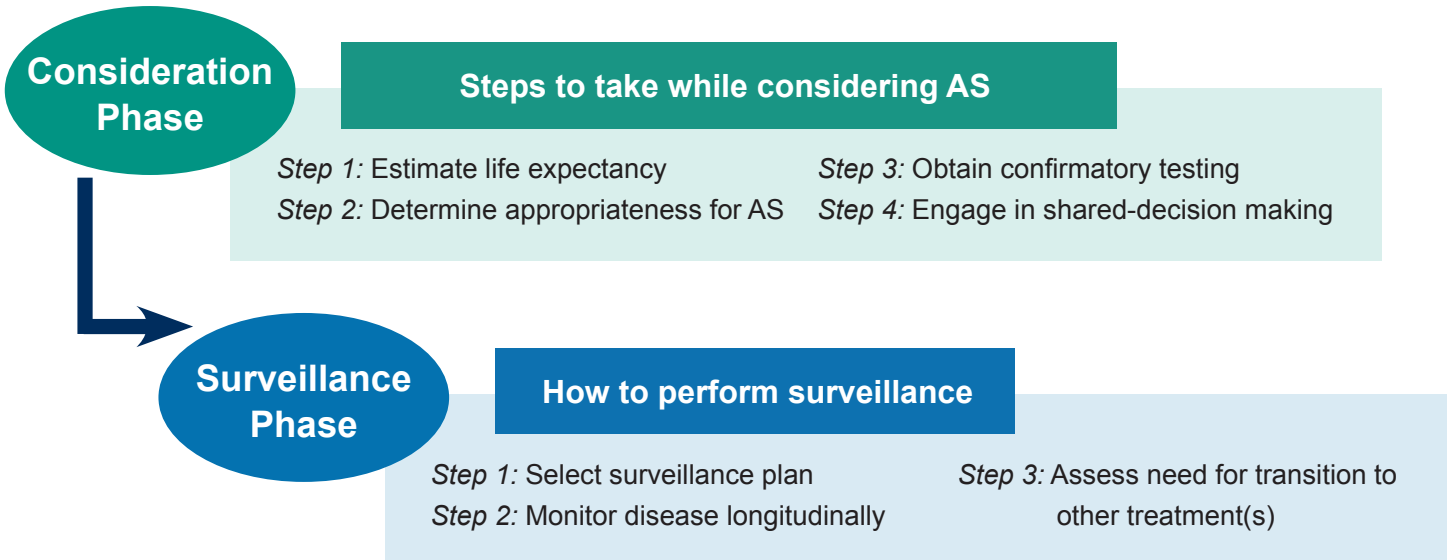 Consideration
Phase
Steps to take while considering AS
Step 1: Estimate life expectancy
Step 2: Determine appropriateness for AS
Step 3: Obtain confirmatory testing
Step 4: Engage in shared-decision making
Surveillance
Phase
How to perform surveillance
Step 1: Select surveillance plan
Step 2: Monitor disease longitudinally
Step 3: Assess need for transition to
other treatment(s)